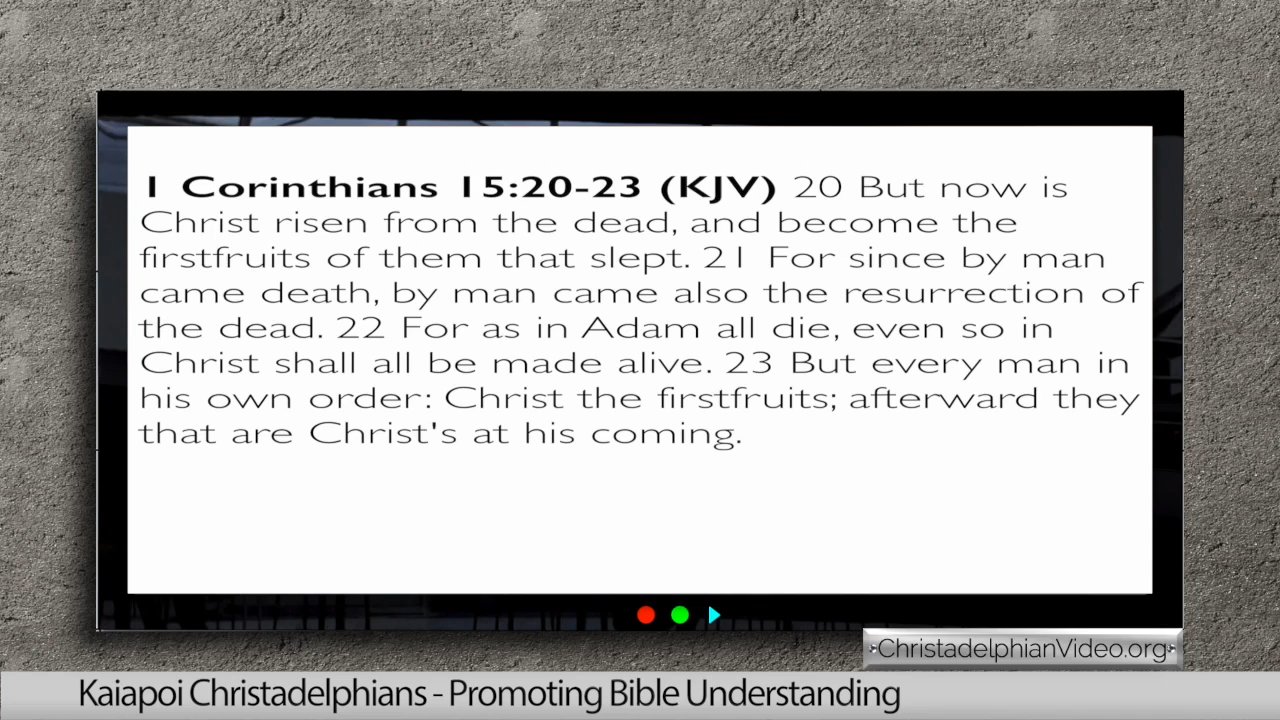 1 Corinthians 15:20-23 (KJV) 20 But now is
Christ risen from the dead, and become the
firstfruits of them that slept. 21 For since by man
came death, by man came also the resurrection of
the dead. 22 For as in Adam all die, even so in
Christ shall all be made alive. 23 But every man in
his own order: Christ the firstfruits; afterward they
that are Christ's at his coming.
ChristadelphianVideo.org
Kaiapoi Christadelphians - Promoting Bible Understanding